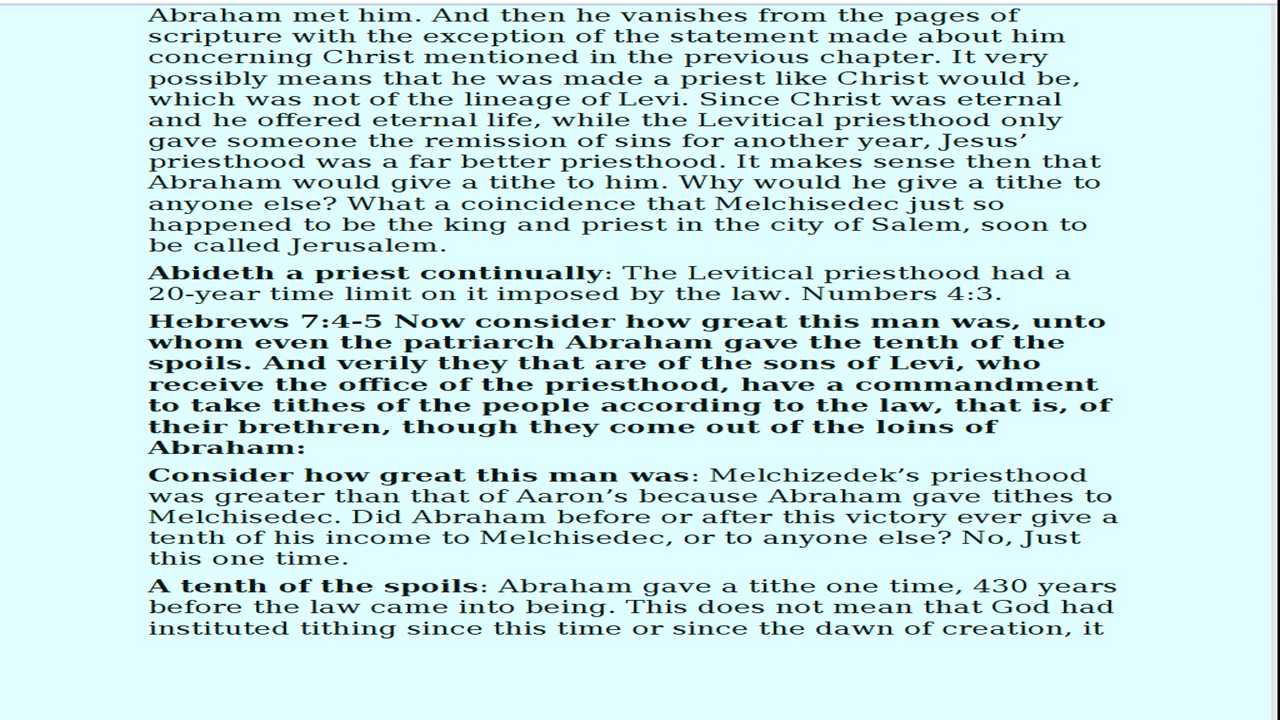 Abraham met him. And then he vanishes from the pages of
scripture with the exception of the statement made about him
concerning Christ mentioned in the previous chapter. It very
possibly means that he was made a priest like Christ would be,
which was not of the lineage of Levi. Since Christ was eternal
and he offered eternal life, while the Levitical priesthood only
gave someone the remission of sins for another year, Jesus’
priesthood was a far better priesthood. It makes sense then that
Abraham would give a tithe to him. Why would he give a tithe to
anyone else? What a coincidence that Melchisedec just so
happened to be the king and priest in the city of Salem, soon to
be called Jerusalem.
Abideth a priest continually: The Levitical priesthood had a
20-year time limit on it imposed by the law. Numbers 4:3.
Hebrews 7:4-5 Now consider how great this man was, unto
whom even the patriarch Abraham gave the tenth of the
spoils. And verily they that are of the sons of Levi, who
receive the office of the priesthood, have a commandment
to take tithes of the people according to the law, that is, of
their brethren, though they come out of the loins of
Abraham:
Consider how great this man was: Melchizedek’s priesthood
was greater than that of Aaron’s because Abraham gave tithes to
Melchisedec. Did Abraham before or after this victory ever give a
tenth of his income to Melchisedec, or to anyone else? No, Just
this one time.
A tenth of the spoils: Abraham gave a tithe one time, 430 years
before the law came into being. This does not mean that God had
instituted tithing since this time or since the dawn of creation, it